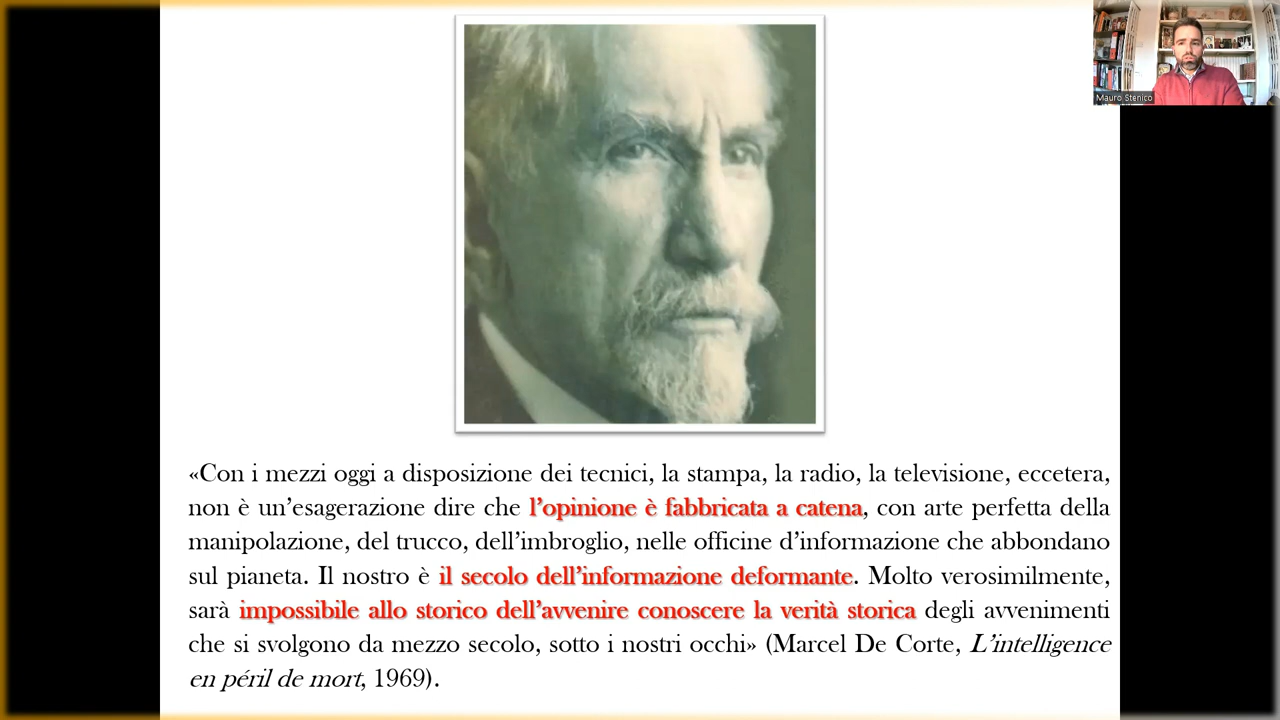 Mauro Stenico
«Con i mezzi oggi a disposizione dei tecnici, la stampa, la radio, la televisione, eccetera,
non è un’esagerazione dire che l’opinione è fabbricata a catena, con arte perfetta della
manipolazione, del trucco, dell’imbroglio, nelle officine d’informazione che abbondano
sul pianeta. Il nostro è il secolo dell’informazione deformante. Molto verosimilmente,
sarà impossibile allo storico dell’avvenire conoscere la verità storica degli avvenimenti
che si svolgono da mezzo secolo, sotto i nostri occhi» (Marcel De Corte, L’intelligence
en péril de mort, 1969).